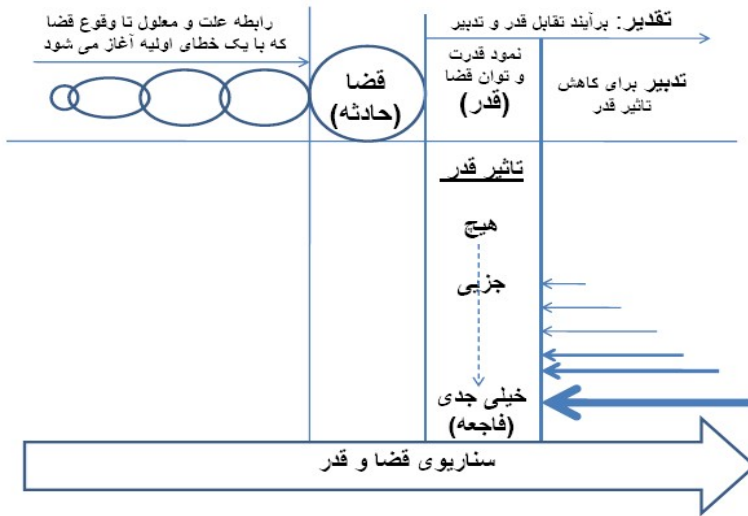 تقدیر: برآیند تقابل قدر و تدبیر
رابطه علت و معلول تا وقوع قضا
که با یک خطای اولیه آغاز می شود
قضا
(حادثه)
نمود قدرت
و توان قضا
(قدر)
تدبیر برای کاهش
تاثیر قدر
تاثیر قدر
هیچ
جزیی
خیلی جدی
(فاجعه)
سناریوی قضا و قدر